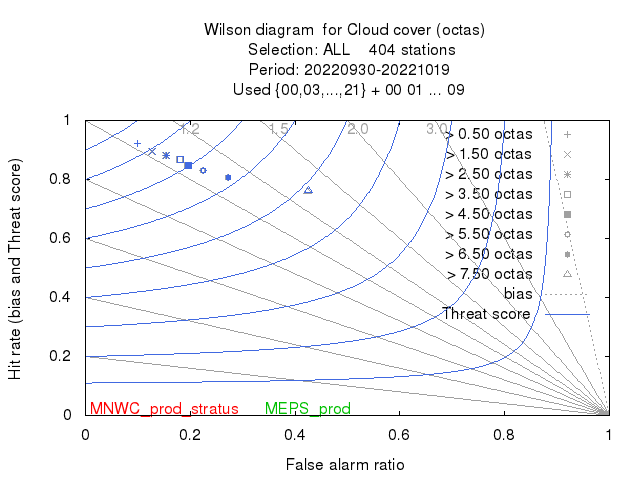 Wilson diagram  for Cloud cover (octas)
Selection: ALL    404 stations
Period: 20220930-20221019
Used {00,03,...,21} + 00 01 ... 09
1.2 1.5 2.0 3.0
> 0.50 octas
> 1.50 octas
> 2.50 octas
> 3.50 octas
> 4.50 octas
> 5.50 octas
> 6.50 octas
> 7.50 octas
bias
Threat score
Hit rate (bias and Threat score)
1
0.8
0.6
0.4
0.2
0
MNWC_prod_stratus MEPS_prod
0 0.2 0.4 0.6 0.8 1
False alarm ratio